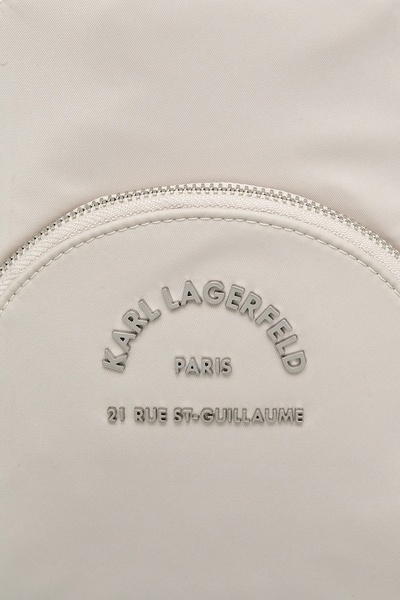 KARL LAGERFELD
PARIS
21 RUE ST-GUILLAUME